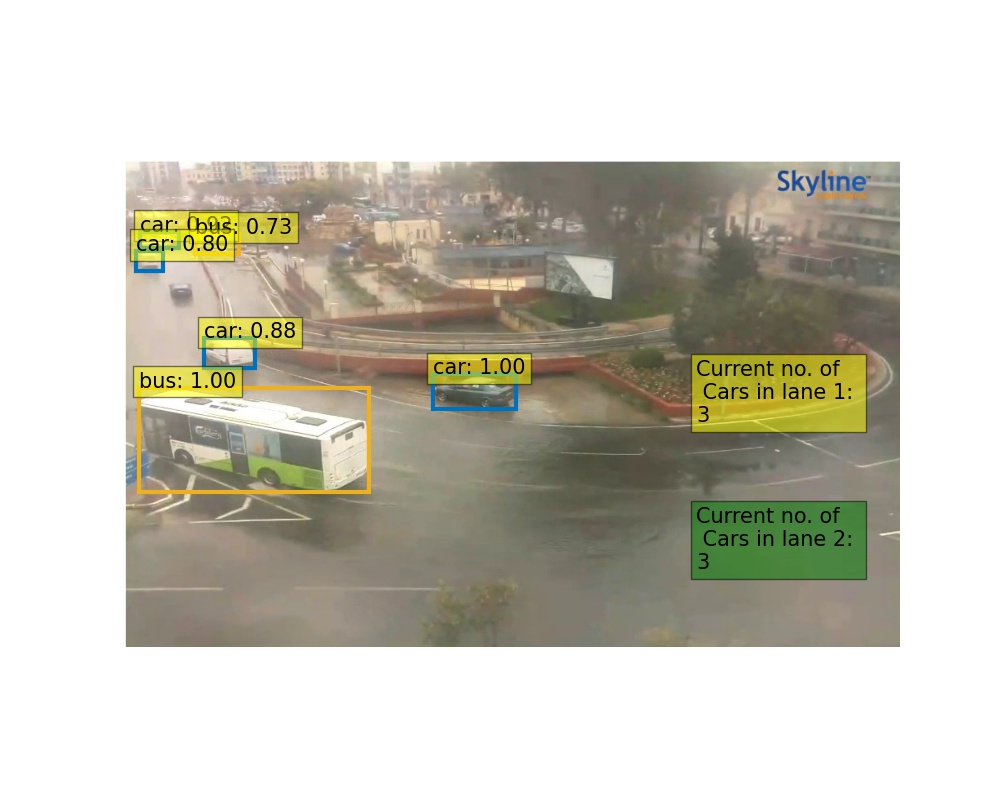 Skyline
car: 0.92
bus: 0.73
car: 0.80
car: 0.88
car: 1.00
bus: 1.00
Current no. of
Cars in lane 1:
3
Current no. of
Cars in lane 2:
3